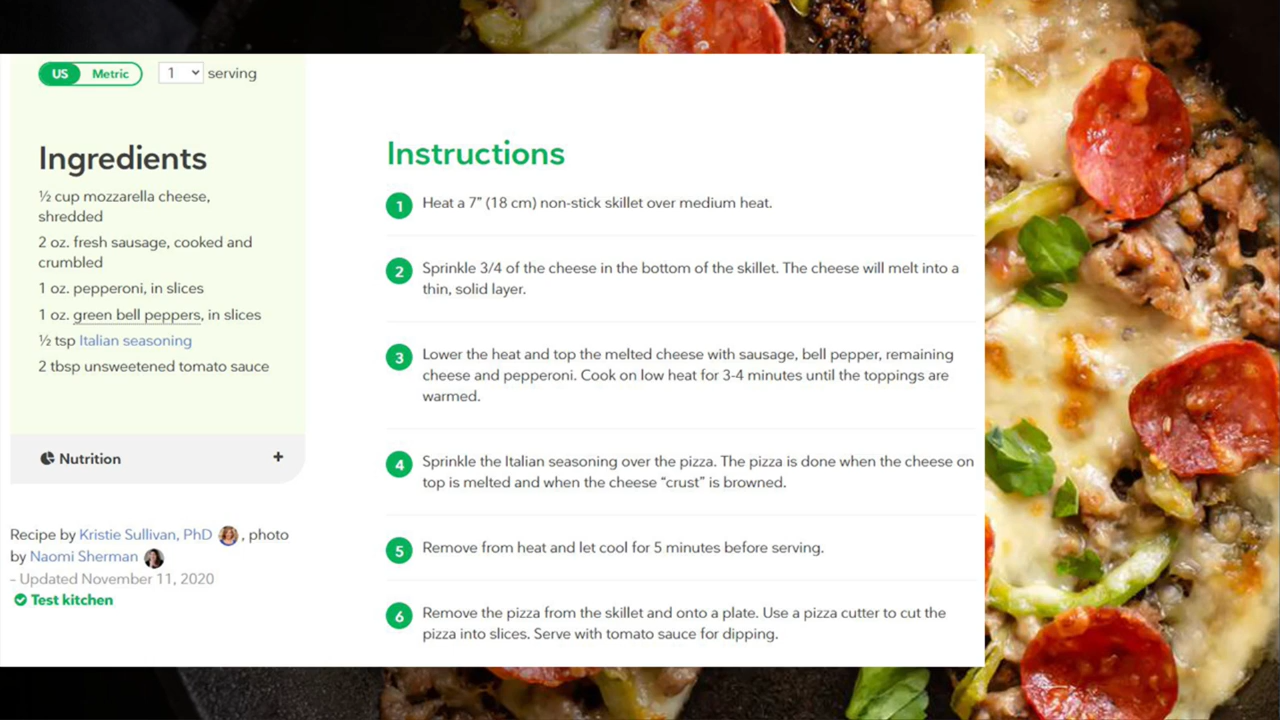 US Metric 1 serving
Ingredients
½ cup mozzarella cheese,
shredded
2 oz. fresh sausage, cooked and
crumbled
1 oz. pepperoni, in slices
1 oz. green bell peppers, in slices
½ tsp Italian seasoning
2 tbsp unsweetened tomato sauce
Nutrition +
Recipe by Kristie Sullivan, PhD , photo
by Naomi Sherman
– Updated November 11, 2020
Test kitchen
Instructions
1 Heat a 7” (18 cm) non-stick skillet over medium heat.
2 Sprinkle 3/4 of the cheese in the bottom of the skillet. The cheese will melt into a
thin, solid layer.
3 Lower the heat and top the melted cheese with sausage, bell pepper, remaining
cheese and pepperoni. Cook on low heat for 3-4 minutes until the toppings are
warmed.
4 Sprinkle the Italian seasoning over the pizza. The pizza is done when the cheese on
top is melted and when the cheese “crust” is browned.
5 Remove from heat and let cool for 5 minutes before serving.
6 Remove the pizza from the skillet and onto a plate. Use a pizza cutter to cut the
pizza into slices. Serve with tomato sauce for dipping.